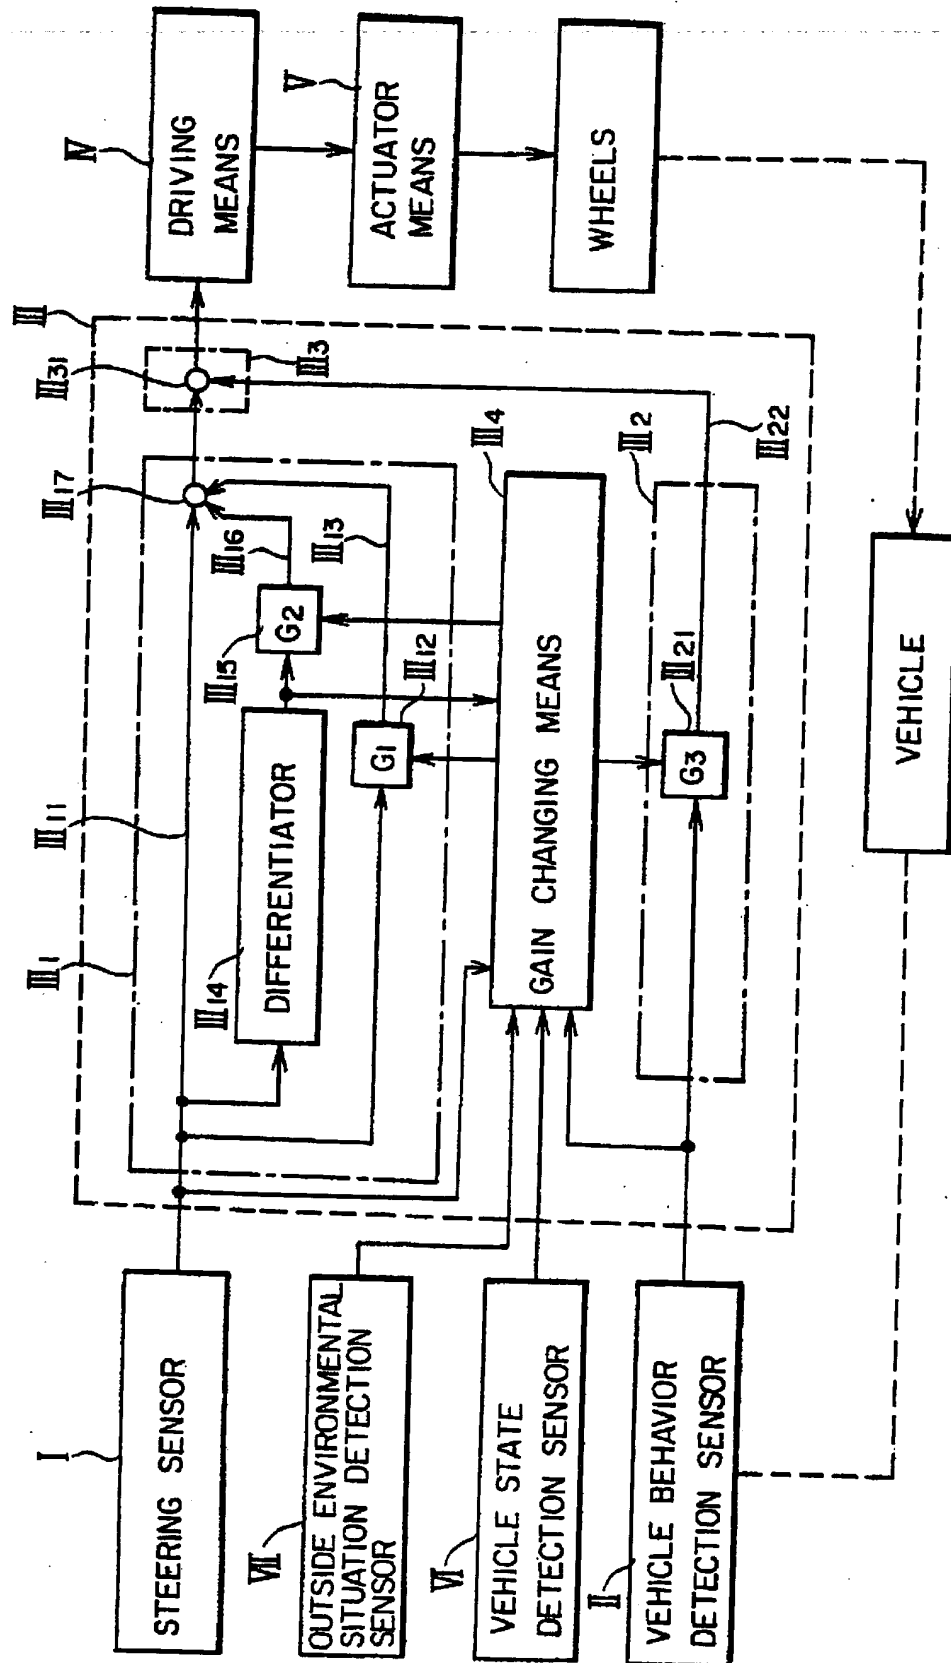 I
STEERING SENSOR
VII
OUTSIDE ENVIRONMENTAL
SITUATION DETECTION
SENSOR
VI
VEHICLE STATE
DETECTION SENSOR
II
VEHICLE BEHAVIOR
DETECTION SENSOR
III
III1
III11
III14
DIFFERENTIATOR
III15
G2
III16
III17
G1
III12
III13
GAIN CHANGING MEANS
III4
G3
III21
III2
III22
III31
III3
IV
DRIVING
MEANS
V
ACTUATOR
MEANS
WHEELS
VEHICLE